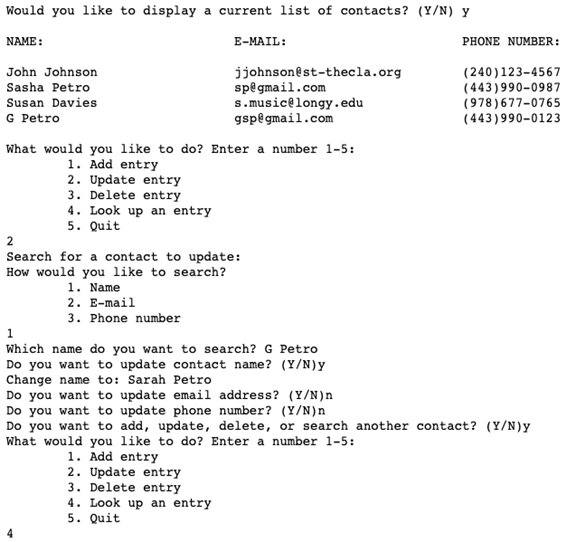 Would you like to display a current list of contacts? (Y/N) y
NAME: E-MAIL: PHONE NUMBER:
John Johnson jjohnson@st-thecla.org (240)123-4567
Sasha Petro sp@gmail.com (443)990-0987
Susan Davies s.music@longy.edu (978)677-0765
G Petro gsp@gmail.com (443)990-0123
What would you like to do? Enter a number 1-5:
1. Add entry
2. Update entry
3. Delete entry
4. Look up an entry
5. Quit
2
Search for a contact to update:
How would you like to search?
1. Name
2. E-mail
3. Phone number
1
Which name do you want to search? G Petro
Do you want to update contact name? (Y/N)y
Change name to: Sarah Petro
Do you want to update email address? (Y/N)n
Do you want to update phone number? (Y/N)n
Do you want to add, update, delete, or search another contact? (Y/N)y
What would you like to do? Enter a number 1-5:
1. Add entry
2. Update entry
3. Delete entry
4. Look up an entry
5. Quit
4